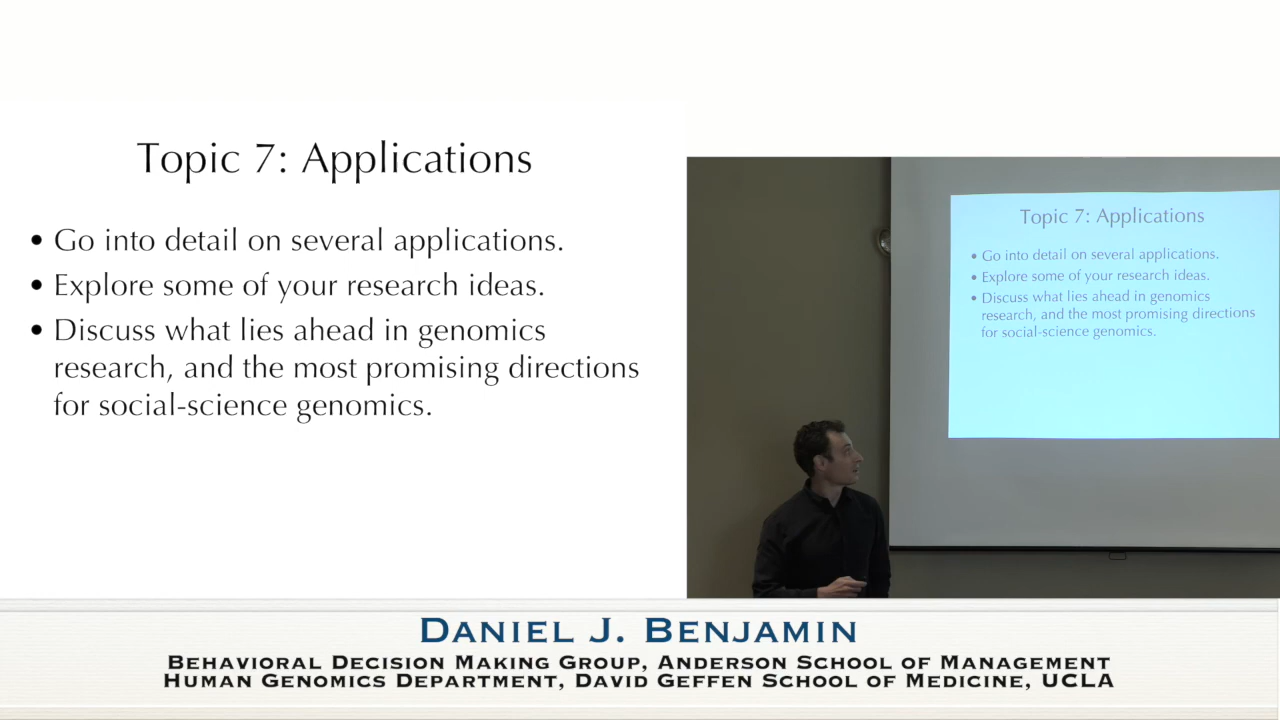 Topic 7: Applications
• Go into detail on several applications.
• Explore some of your research ideas.
• Discuss what lies ahead in genomics
research, and the most promising directions
for social-science genomics.
Topic 7: Applications
• Go into detail on several applications.
• Explore some of your research ideas.
• Discuss what lies ahead in genomics
research, and the most promising directions
for social-science genomics.
DANIEL J. BENJAMIN
BEHAVIORAL DECISION MAKING GROUP, ANDERSON SCHOOL OF MANAGEMENT
HUMAN GENOMICS DEPARTMENT, DAVID GEFFEN SCHOOL OF MEDICINE, UCLA